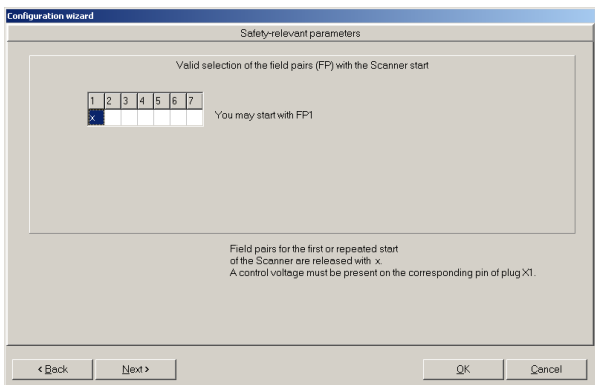 Configuration wizard
Safety-relevant parameters
Valid selection of the field pairs (FP) with the Scanner start
1 2 3 4 5 6 7
x
You may start with FP1
Field pairs for the first or repeated start
of the Scanner are released with x.
A control voltage must be present on the corresponding pin of plug X1.
< Back Next > OK Cancel